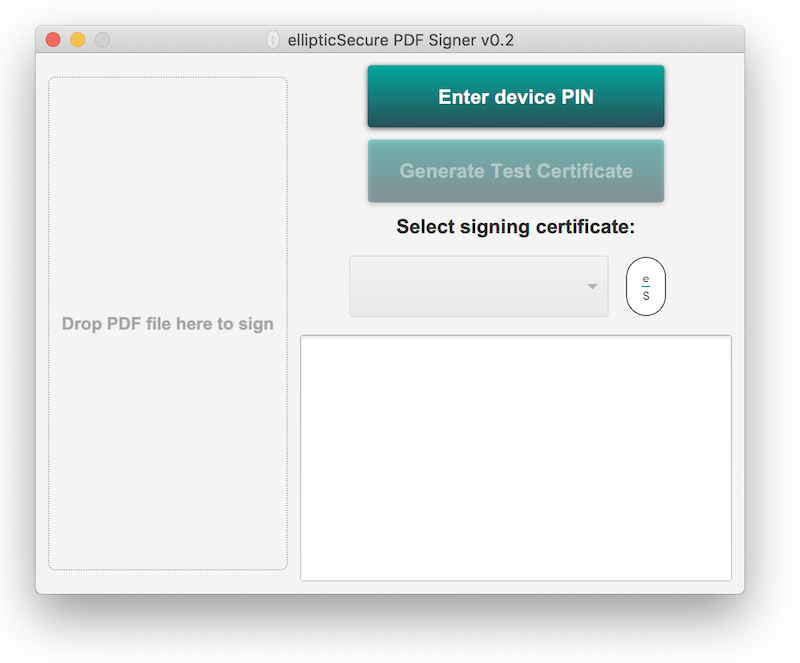 ellipticSecure PDF Signer v0.2
Enter device PIN
Generate Test Certificate
Select signing certificate:
e
S
Drop PDF file here to sign